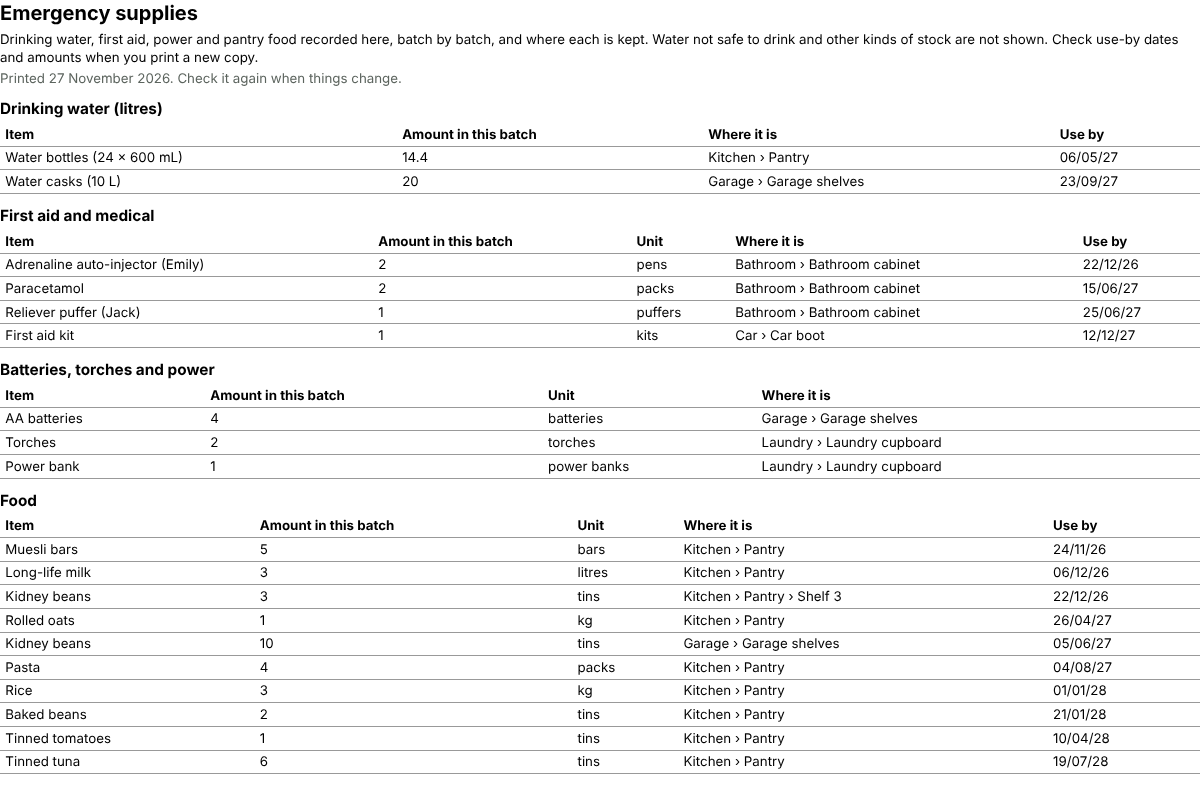 Emergency supplies
Drinking water, first aid, power and pantry food recorded here, batch by batch, and where each is kept. Water not safe to drink and other kinds of stock are not shown. Check use-by dates
and amounts when you print a new copy.
Printed 27 November 2026. Check it again when things change.
Drinking water (litres)
Item Amount in this batch Where it is Use by
Water bottles (24 × 600 mL) 14.4 Kitchen › Pantry 06/05/27
Water casks (10 L) 20 Garage › Garage shelves 23/09/27
First aid and medical
Item Amount in this batch Unit Where it is Use by
Adrenaline auto-injector (Emily) 2 pens Bathroom › Bathroom cabinet 22/12/26
Paracetamol 2 packs Bathroom › Bathroom cabinet 15/06/27
Reliever puffer (Jack) 1 puffers Bathroom › Bathroom cabinet 25/06/27
First aid kit 1 kits Car › Car boot 12/12/27
Batteries, torches and power
Item Amount in this batch Unit Where it is
AA batteries 4 batteries Garage › Garage shelves
Torches 2 torches Laundry › Laundry cupboard
Power bank 1 power banks Laundry › Laundry cupboard
Food
Item Amount in this batch Unit Where it is Use by
Muesli bars 5 bars Kitchen › Pantry 24/11/26
Long-life milk 3 litres Kitchen › Pantry 06/12/26
Kidney beans 3 tins Kitchen › Pantry › Shelf 3 22/12/26
Rolled oats 1 kg Kitchen › Pantry 26/04/27
Kidney beans 10 tins Garage › Garage shelves 05/06/27
Pasta 4 packs Kitchen › Pantry 04/08/27
Rice 3 kg Kitchen › Pantry 01/01/28
Baked beans 2 tins Kitchen › Pantry 21/01/28
Tinned tomatoes 1 tins Kitchen › Pantry 10/04/28
Tinned tuna 6 tins Kitchen › Pantry 19/07/28